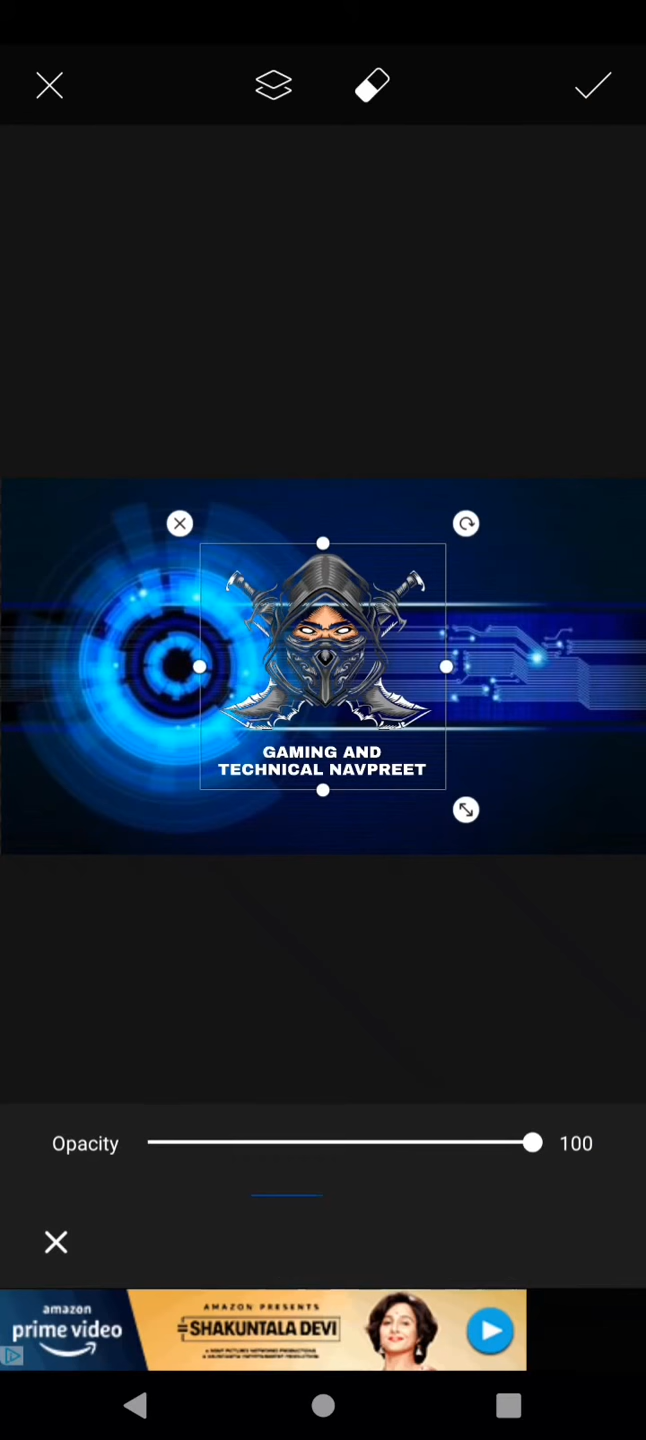 GAMING AND
TECHNICAL NAVPREET
Opacity 100
amazon
prime video
AMAZON PRESENTS
SHAKUNTALA DEVI